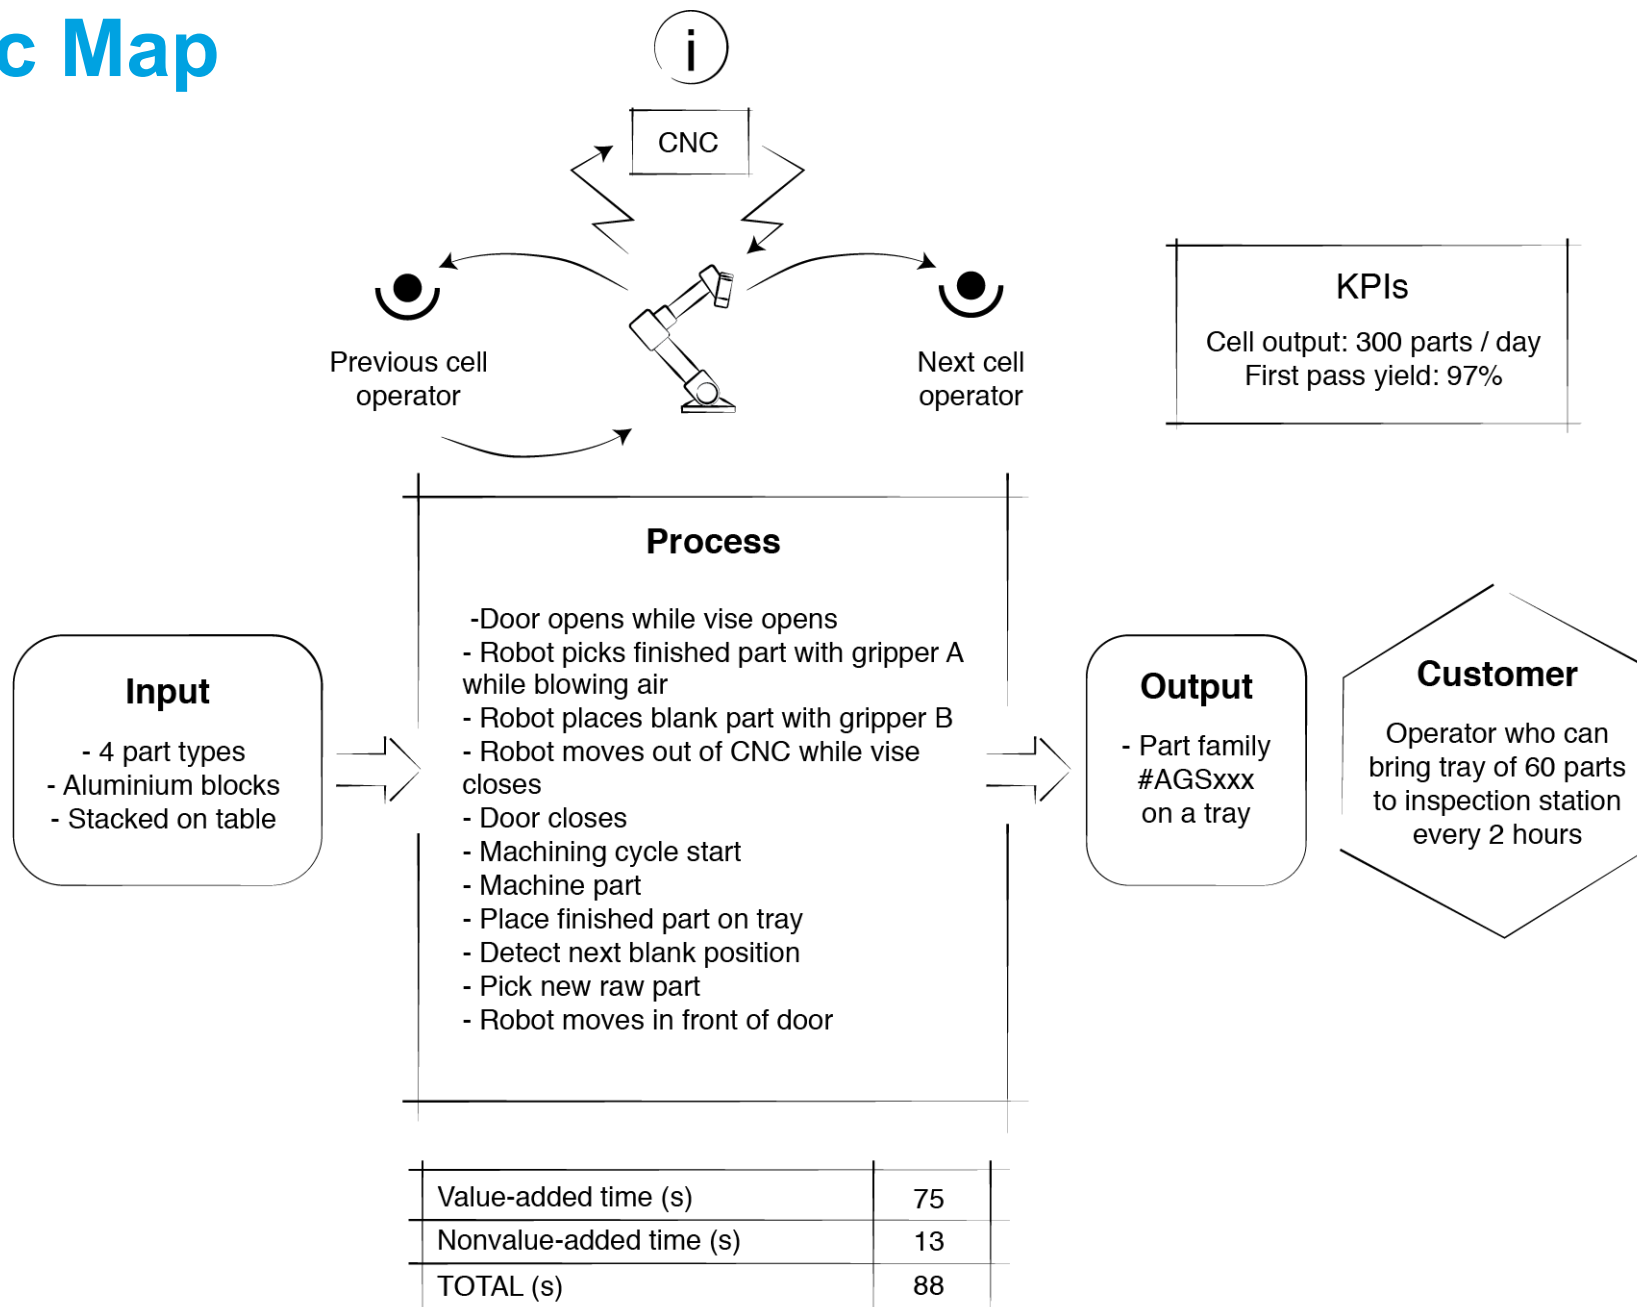 c Map
i
CNC
Previous cell
operator
Next cell
operator
KPIs
Cell output: 300 parts / day
First pass yield: 97%
Process
-Door opens while vise opens
- Robot picks finished part with gripper A
while blowing air
- Robot places blank part with gripper B
- Robot moves out of CNC while vise
closes
- Door closes
- Machining cycle start
- Machine part
- Place finished part on tray
- Detect next blank position
- Pick new raw part
- Robot moves in front of door
Input
- 4 part types
- Aluminium blocks
- Stacked on table
Output
- Part family
#AGSxxx
on a tray
Customer
Operator who can
bring tray of 60 parts
to inspection station
every 2 hours
Value-added time (s) 75
Nonvalue-added time (s) 13
TOTAL (s) 88